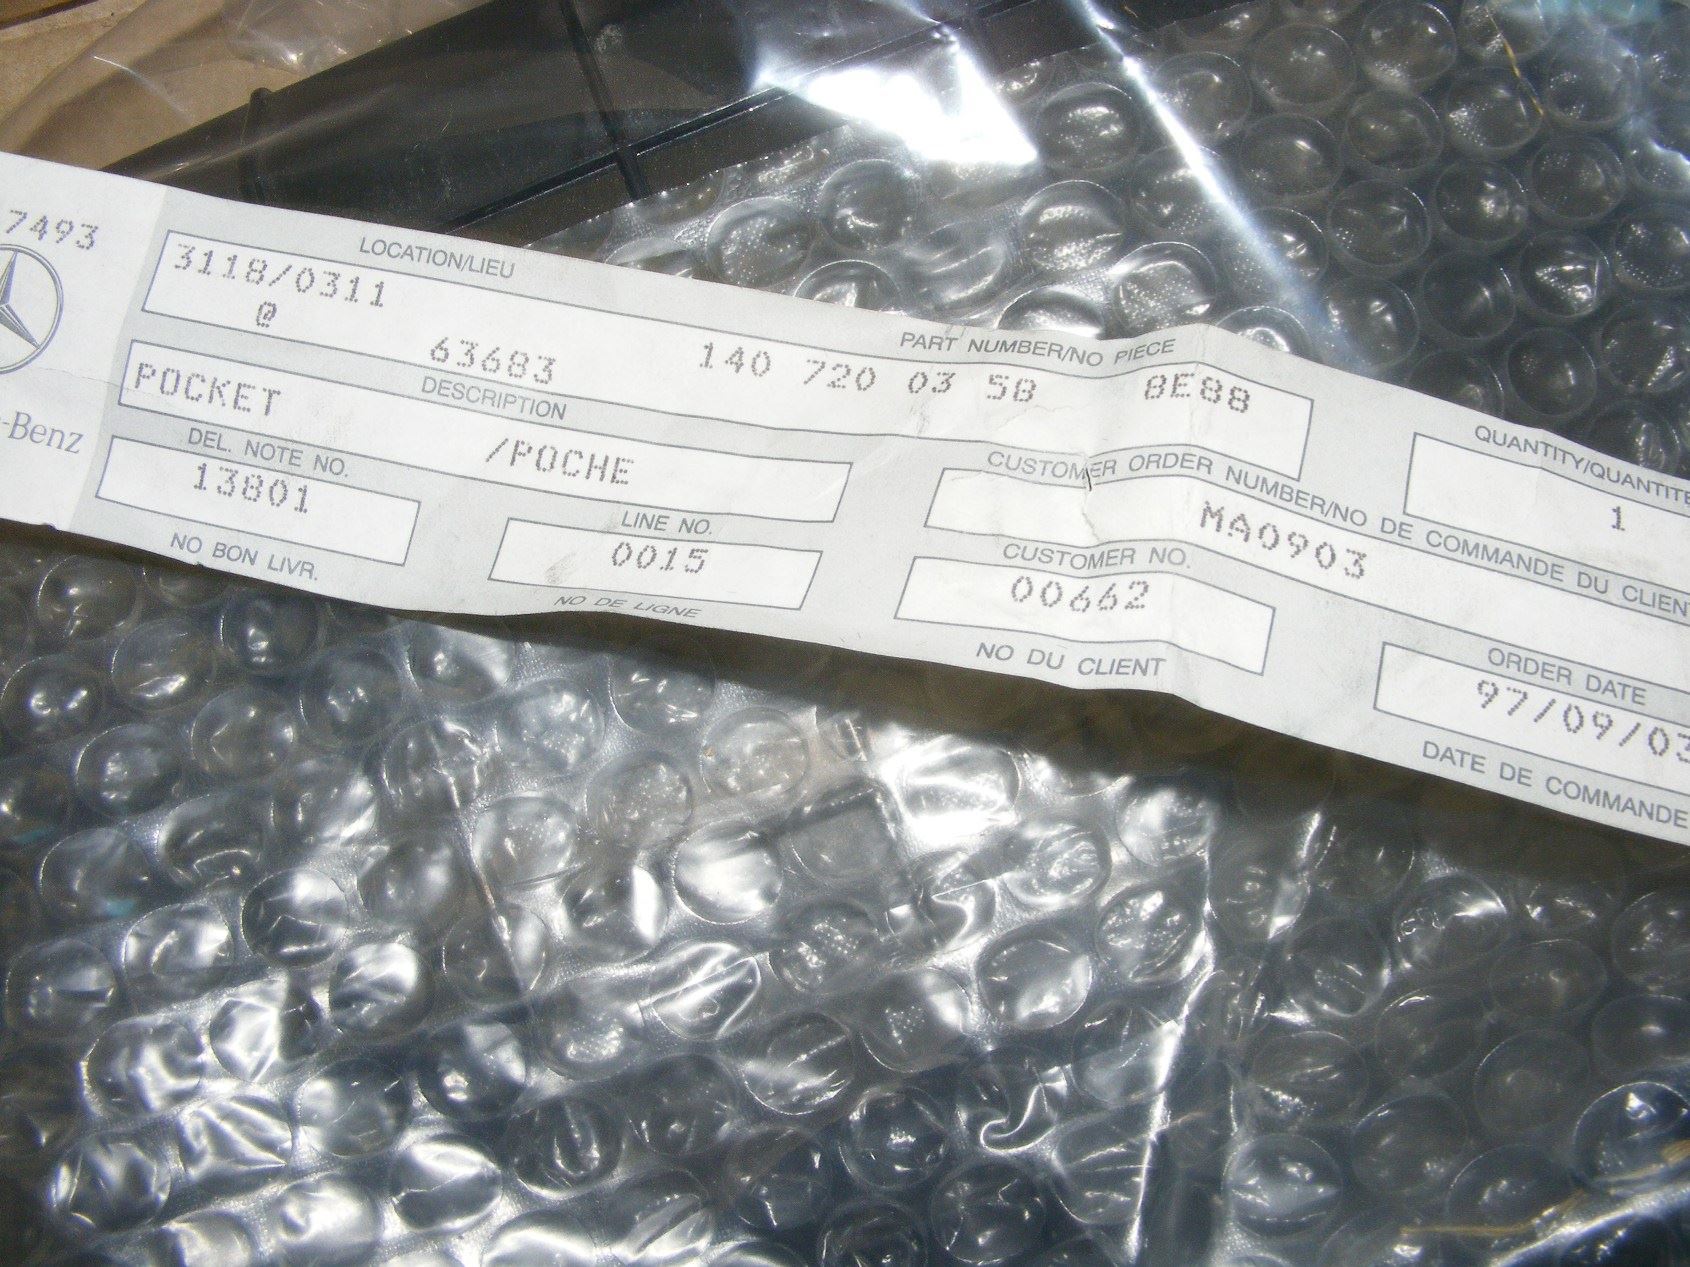 7493
-Benz
LOCATION/LIEU
3118/0311
@
63683
PART NUMBER/NO PIECE
140 720 03 58 8E88
DESCRIPTION
POCKET /POCHE
QUANTITY/QUANTITE
1
DEL. NOTE NO.
13801
NO BON LIVR.
LINE NO.
0015
NO DE LIGNE
CUSTOMER ORDER NUMBER/NO DE COMMANDE DU CLIENT
MA0903
CUSTOMER NO.
00662
NO DU CLIENT
ORDER DATE
97/09/03
DATE DE COMMANDE